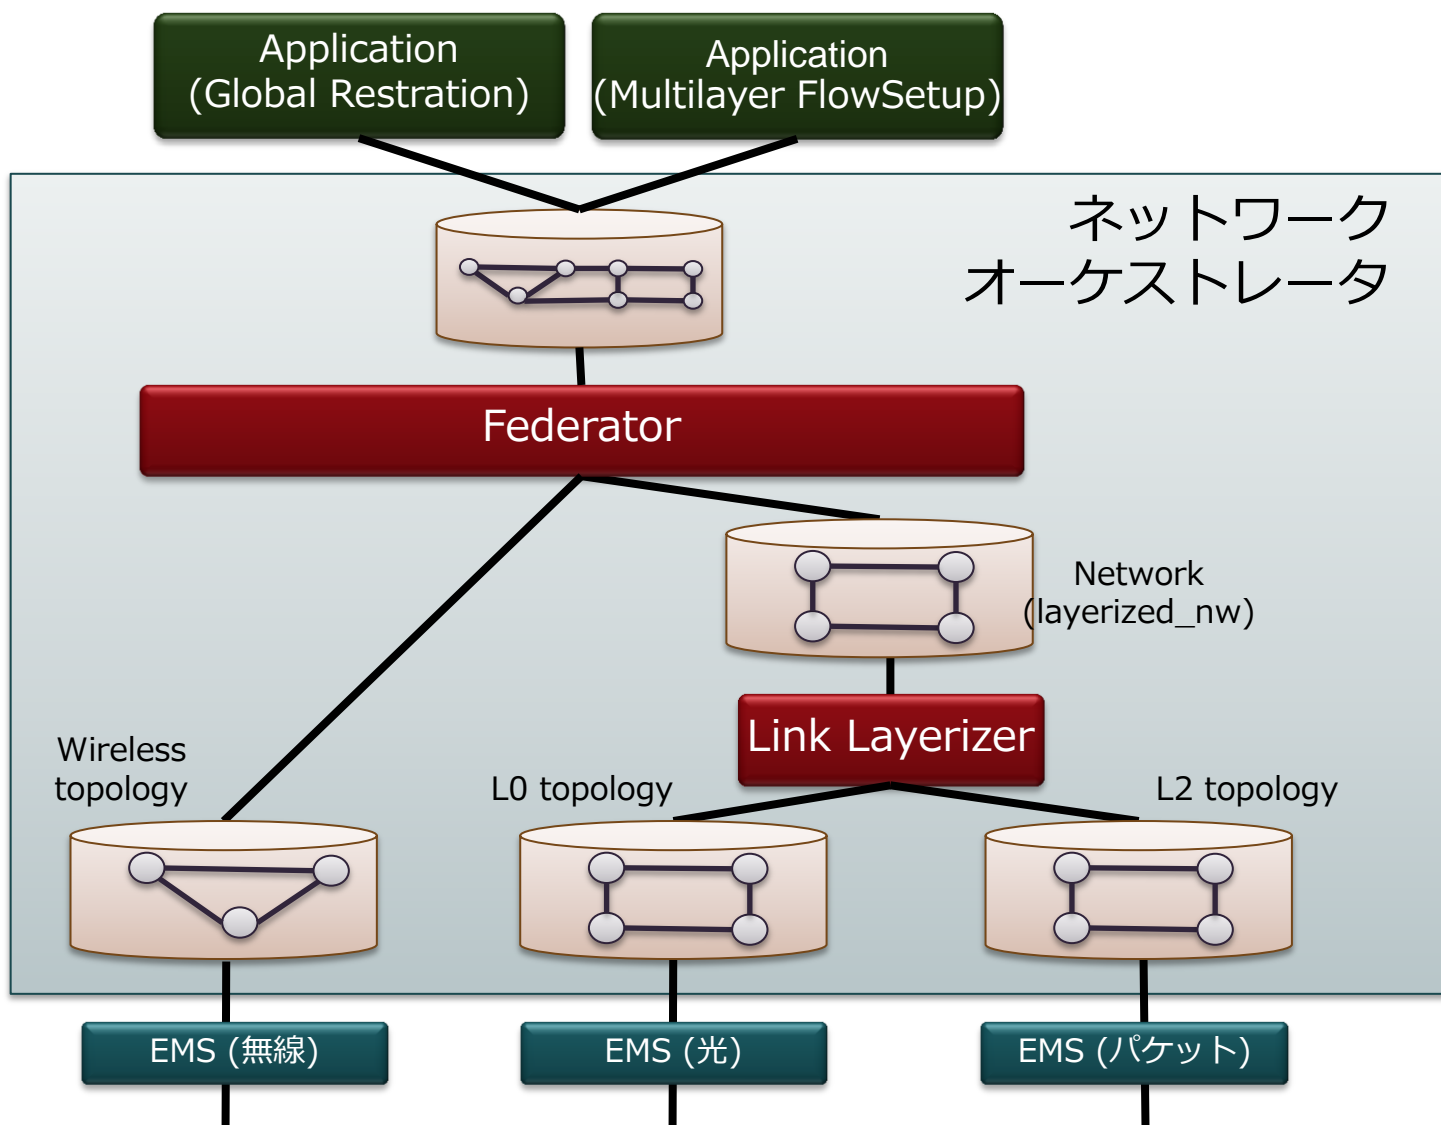 Application
(Global Restration)
Application
(Multilayer FlowSetup)
ネットワーク
オーケストレータ
Federator
Network
(layerized_nw)
Link Layerizer
Wireless
topology
L0 topology
L2 topology
EMS (無線)
EMS (光)
EMS (パケット)